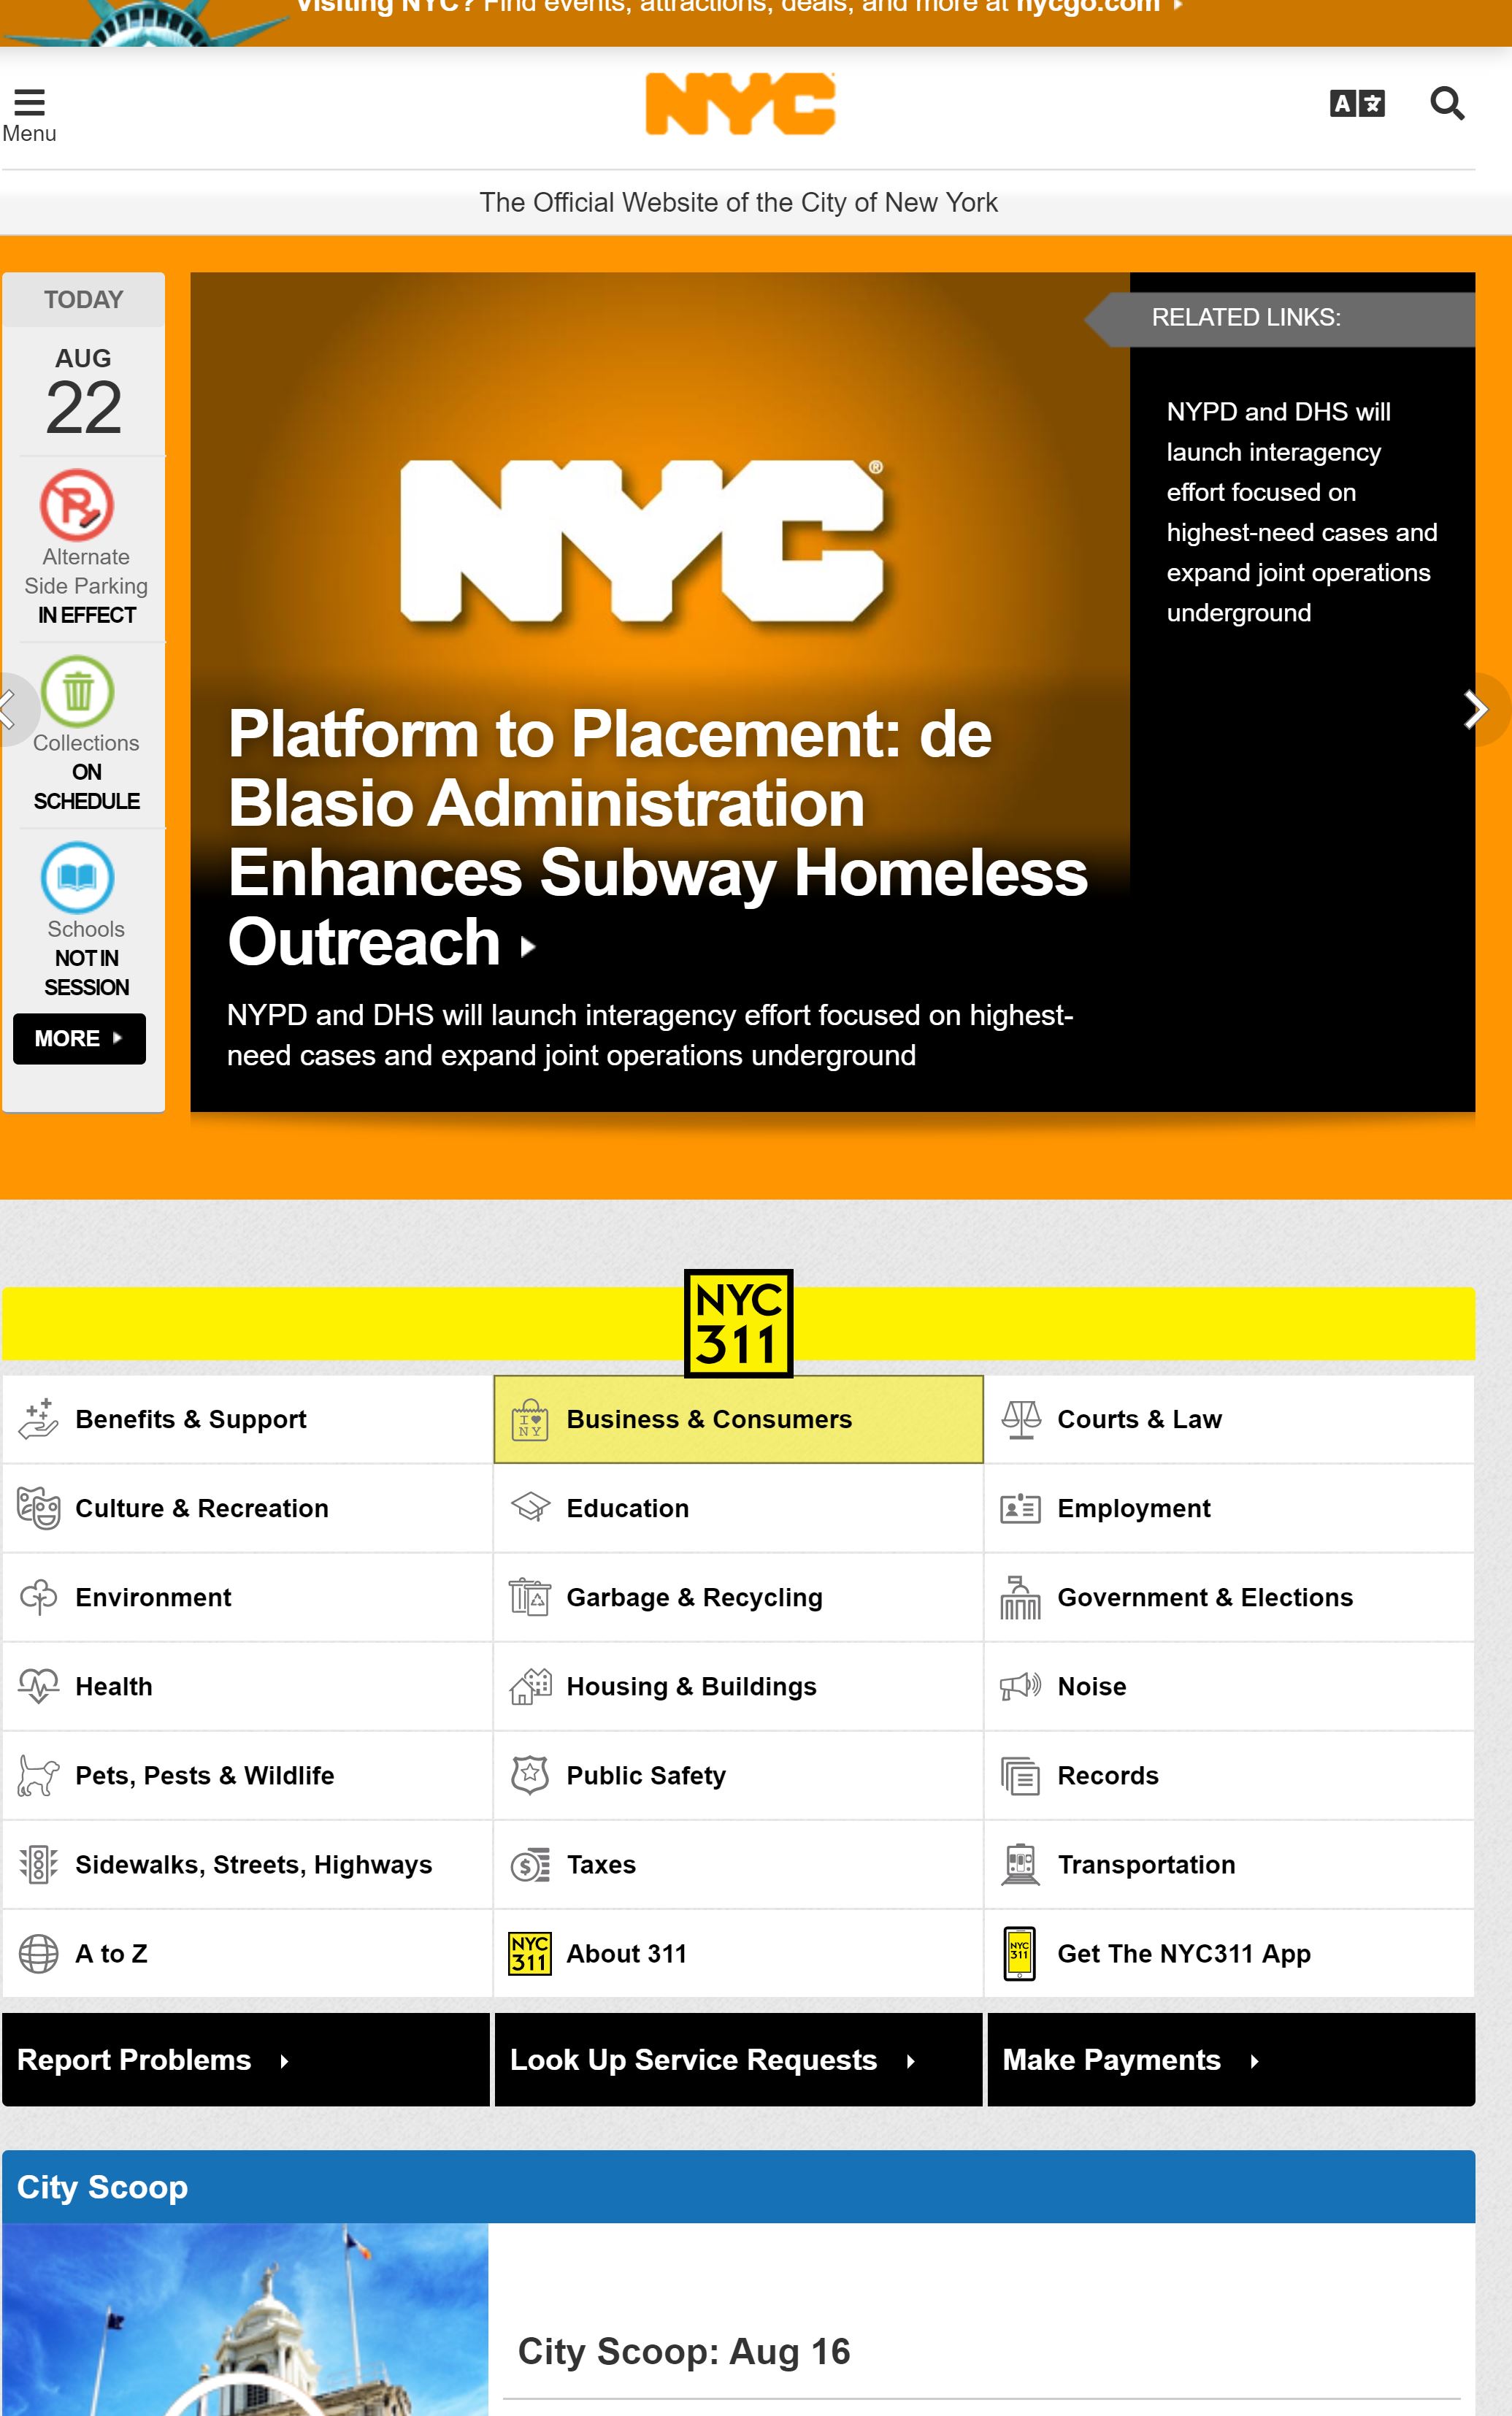 Visiting NYC? Find events, attractions, deals, and more at nycgo.com
Menu
NYC
A
The Official Website of the City of New York
TODAY
AUG
22
Alternate
Side Parking
IN EFFECT
Collections
ON
SCHEDULE
Schools
NOT IN
SESSION
MORE
NYC®
Platform to Placement: de
Blasio Administration
Enhances Subway Homeless
Outreach
NYPD and DHS will launch interagency effort focused on highest-
need cases and expand joint operations underground
RELATED LINKS:
NYPD and DHS will
launch interagency
effort focused on
highest-need cases and
expand joint operations
underground
NYC
311
Benefits & Support
I ♥
NY
Business & Consumers
Courts & Law
Culture & Recreation
Education
Employment
Environment
Garbage & Recycling
Government & Elections
Health
Housing & Buildings
Noise
Pets, Pests & Wildlife
Public Safety
Records
Sidewalks, Streets, Highways
$
Taxes
Transportation
A to Z
NYC
311
About 311
NYC
311
Get The NYC311 App
Report Problems
Look Up Service Requests
Make Payments
City Scoop
City Scoop: Aug 16